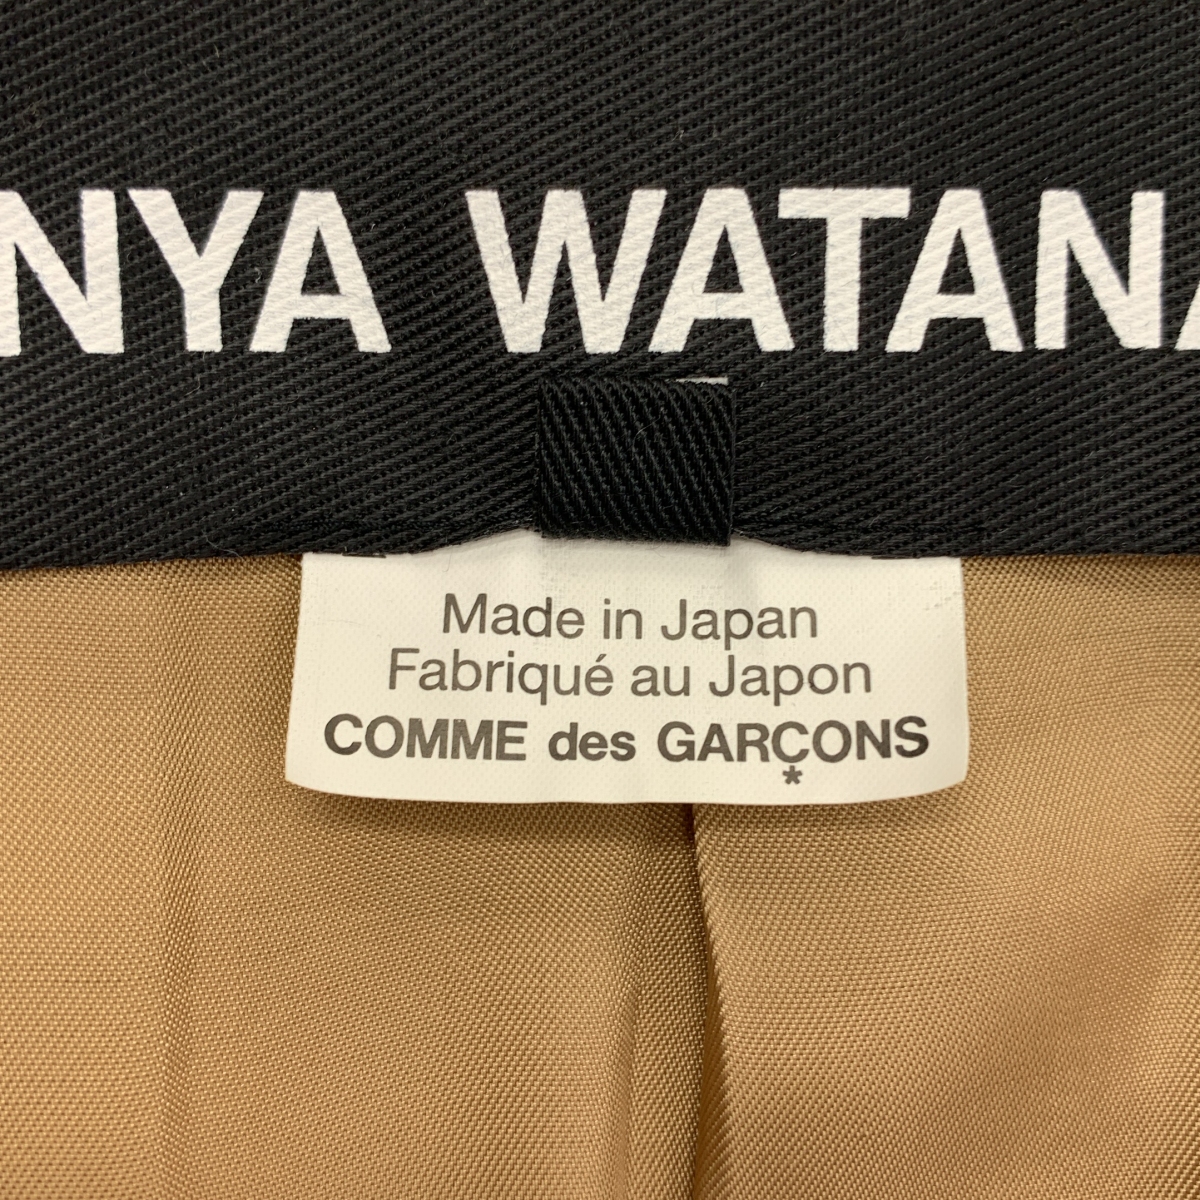 NYA WATANA
Made in Japan
Fabriqué au Japon
COMME des GARÇONS
*